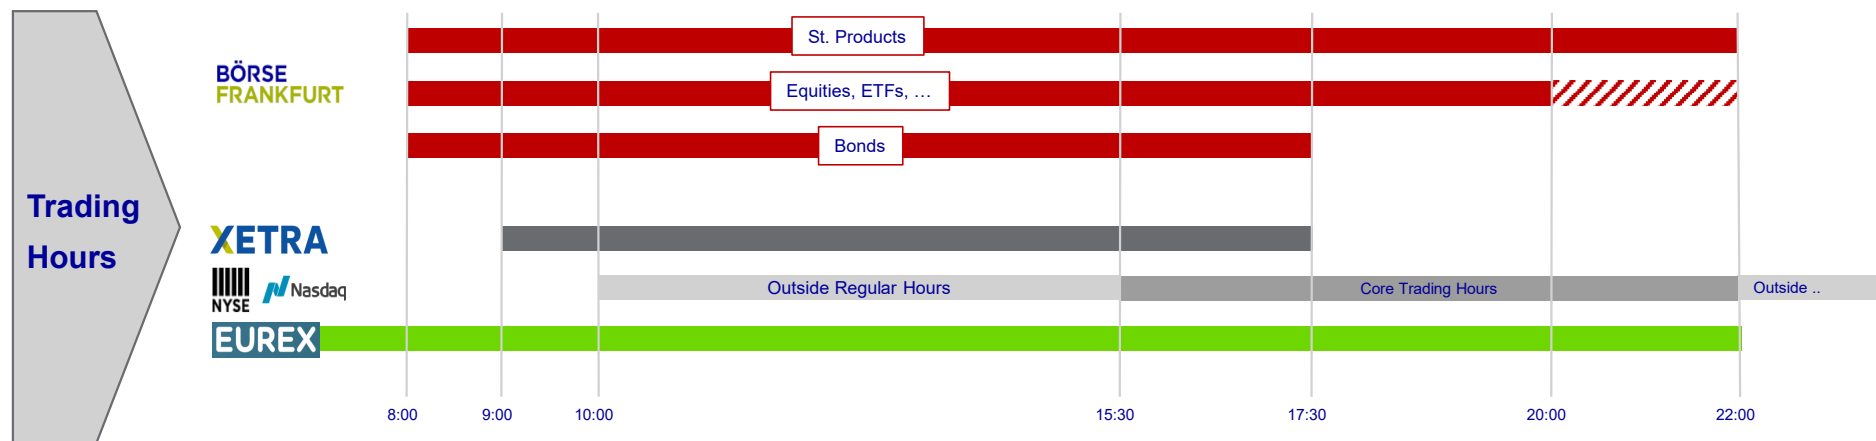 Trading
Hours
BÖRSE
FRANKFURT
St. Products
Equities, ETFs, …
Bonds
XETRA
NYSE
Nasdaq
Outside Regular Hours
Core Trading Hours
Outside ..
EUREX
8:00
9:00
10:00
15:30
17:30
20:00
22:00